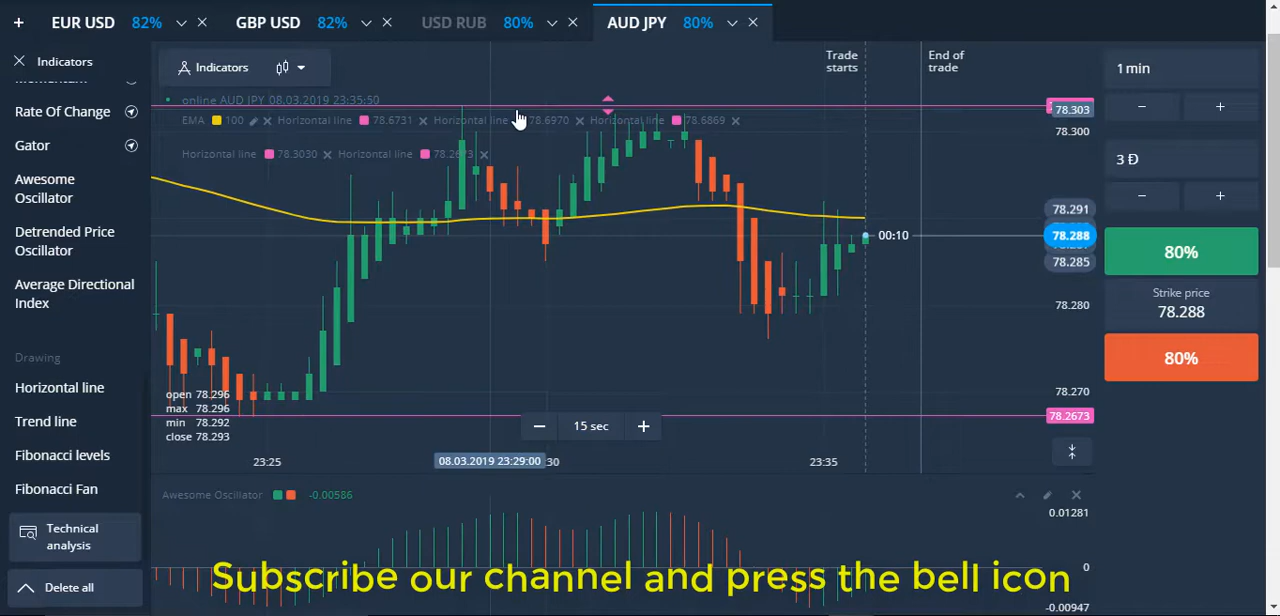 + EUR USD 82% GBP USD 82% USD RUB 80% AUD JPY 80%
Indicators
Rate Of Change
Gator
Awesome
Oscillator
Detrended Price
Oscillator
Average Directional
Index
Drawing
Horizontal line
Trend line
Fibonacci levels
Fibonacci Fan
Technical
analysis
Delete all
Indicators
online AUD JPY 08.03.2019 23:35:50
EMA 100 Horizontal line 78.6731 Horizontal line 78.6970 Horizontal line 78.6869
Horizontal line 78.3030 Horizontal line 78.2673
Trade
starts
End of
trade
00:10
open 78.296
max 78.296
min 78.292
close 78.293
− 15 sec +
23:25 08.03.2019 23:29:00 :30 23:35
78.303
78.300
78.291
78.288
78.285
78.280
78.270
78.2673
Awesome Oscillator -0.00586
0.01281
0
-0.00947
1 min
− +
3 Đ
− +
80%
Strike price
78.288
80%
Subscribe our channel and press the bell icon